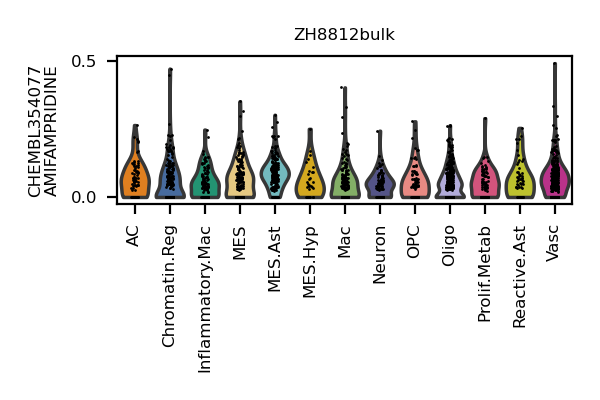 ZH8812bulk
CHEMBL354077
AMIFAMPRIDINE
0.5
0.0
AC
Chromatin.Reg
Inflammatory.Mac
MES
MES.Ast
MES.Hyp
Mac
Neuron
OPC
Oligo
Prolif.Metab
Reactive.Ast
Vasc